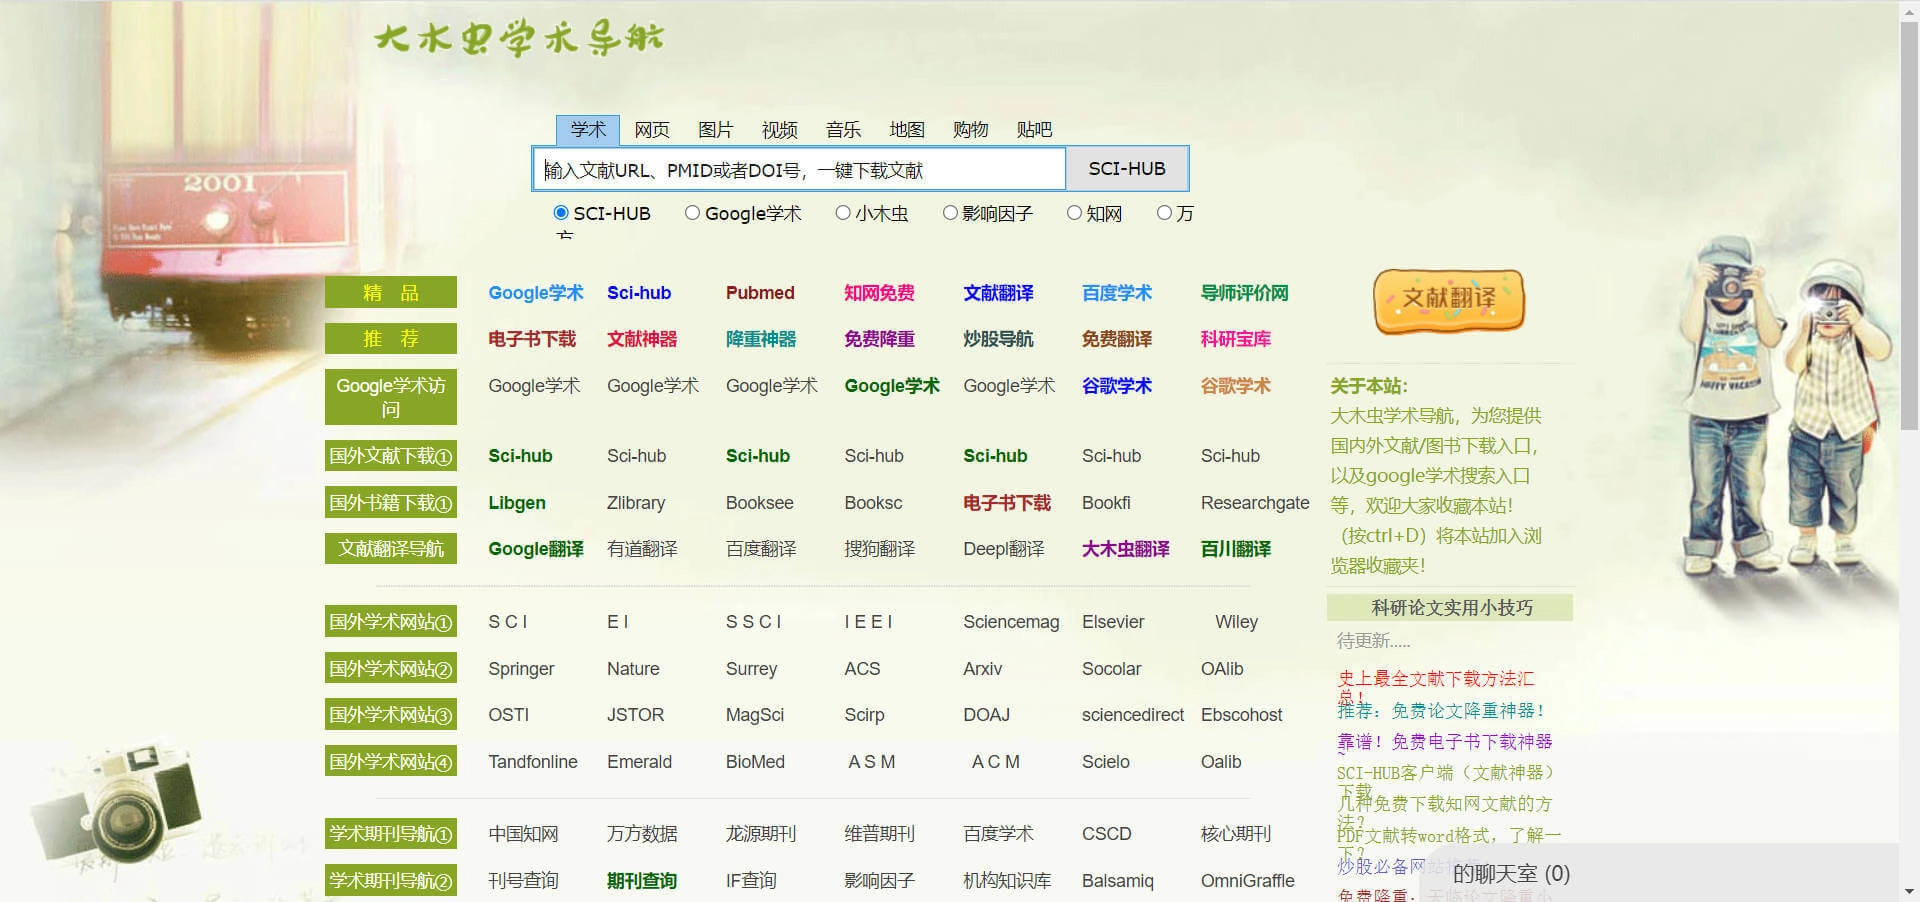 大木虫学术导航
学术 网页 图片 视频 音乐 地图 购物 贴吧
输入文献URL、PMID或者DOI号，一键下载文献 SCI-HUB
SCI-HUB Google学术 小木虫 影响因子 知网 万
2001
精 品 Google学术 Sci-hub Pubmed 知网免费 文献翻译 百度学术 导师评价网
文献翻译
推 荐 电子书下载 文献神器 降重神器 免费降重 炒股导航 免费翻译 科研宝库
Google学术访
问
Google学术 Google学术 Google学术 Google学术 Google学术 谷歌学术 谷歌学术
国外文献下载① Sci-hub Sci-hub Sci-hub Sci-hub Sci-hub Sci-hub Sci-hub
国外书籍下载① Libgen Zlibrary Booksee Booksc 电子书下载 Bookfi Researchgate
文献翻译导航 Google翻译 有道翻译 百度翻译 搜狗翻译 Deepl翻译 大木虫翻译 百川翻译
国外学术网站① S C I E I S S C I I E E I Sciencemag Elsevier Wiley
国外学术网站② Springer Nature Surrey ACS Arxiv Socolar OAlib
国外学术网站③ OSTI JSTOR MagSci Scirp DOAJ sciencedirect Ebscohost
国外学术网站④ Tandfonline Emerald BioMed A S M A C M Scielo Oalib
学术期刊导航① 中国知网 万方数据 龙源期刊 维普期刊 百度学术 CSCD 核心期刊
学术期刊导航② 刊号查询 期刊查询 IF查询 影响因子 机构知识库 Balsamiq OmniGraffle
关于本站：
大木虫学术导航，为您提供
国内外文献/图书下载入口，
以及google学术搜索入口
等，欢迎大家收藏本站！
（按ctrl+D）将本站加入浏
览器收藏夹！
科研论文实用小技巧
待更新.....
史上最全文献下载方法汇
总！
推荐：免费论文降重神器！
靠谱！免费电子书下载神器
~
SCI-HUB客户端（文献神器）
下载
几种免费下载知网文献的方
法？
PDF文献转word格式，了解一
下？
炒股必备网站
的聊天室 (0)
免费降重：